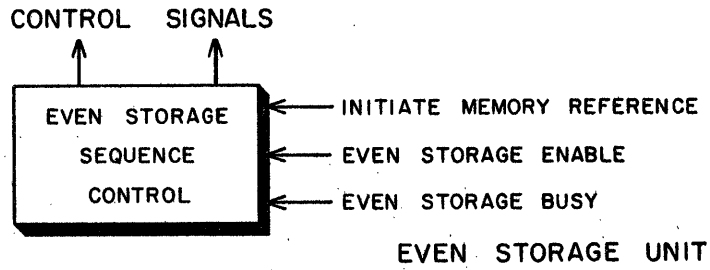 CONTROL SIGNALS
EVEN STORAGE
SEQUENCE
CONTROL
INITIATE MEMORY REFERENCE
EVEN STORAGE ENABLE
EVEN STORAGE BUSY
EVEN STORAGE UNIT